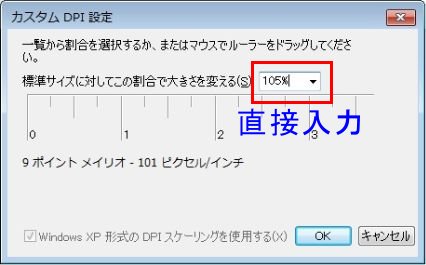 カスタム DPI 設定
一覧から割合を選択するか、またはマウスでルーラーをドラッグしてくださ
い。
標準サイズに対してこの割合で大きさを変える(S) 105%
直接入力
0 1 2 3
9 ポイント メイリオ - 101 ピクセル/インチ
Windows XP 形式の DPI スケーリングを使用する(X) OK キャンセル